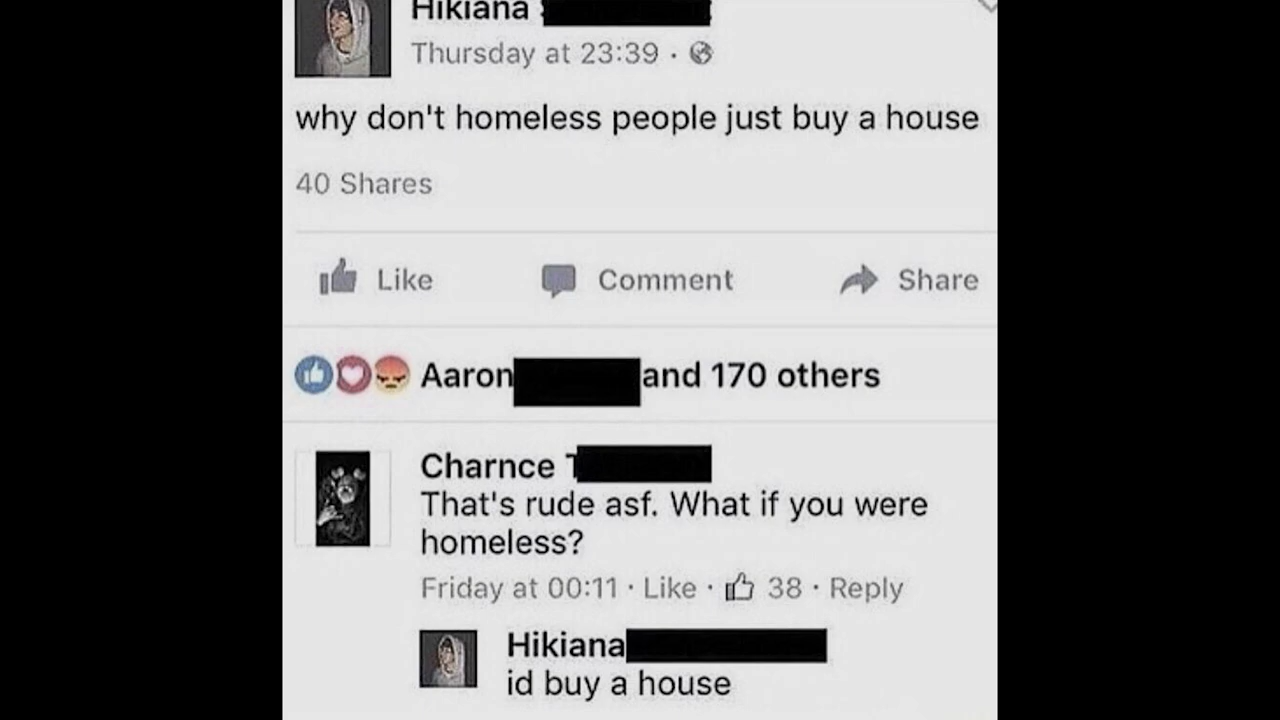 Hikiana
Thursday at 23:39 ·
why don't homeless people just buy a house
40 Shares
Like Comment Share
Aaron and 170 others
Charnce T
That's rude asf. What if you were
homeless?
Friday at 00:11 · Like · 38 · Reply
Hikiana
id buy a house